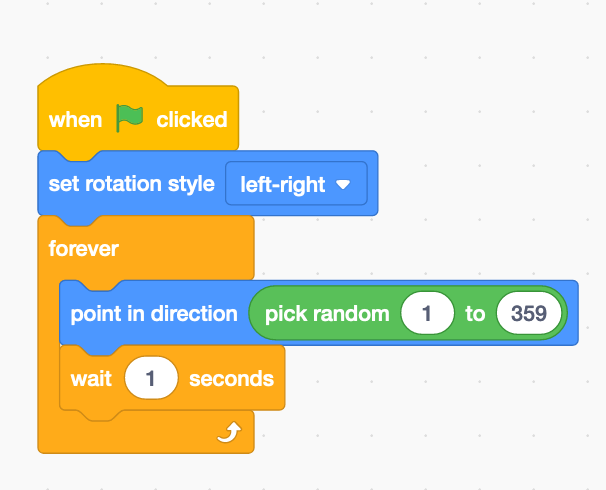 when clicked
set rotation style left-right
forever
point in direction pick random 1 to 359
wait 1 seconds